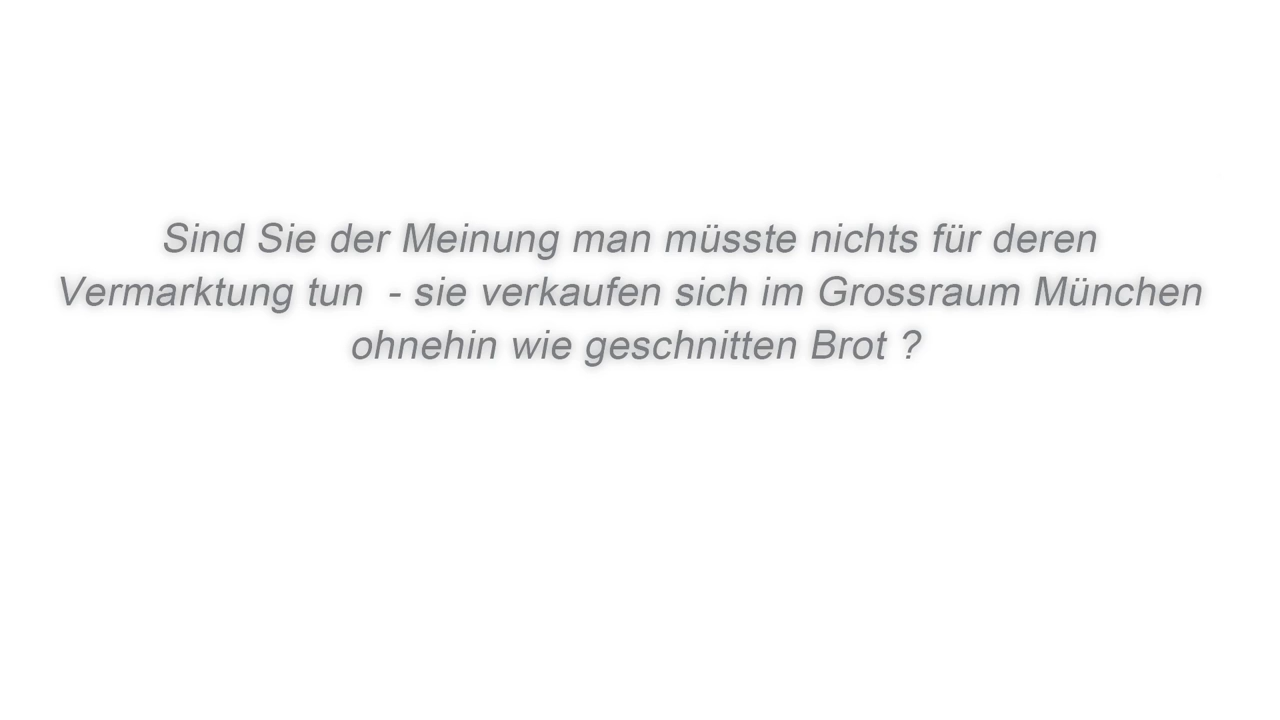 Sind Sie der Meinung man müsste nichts für deren
Vermarktung tun  - sie verkaufen sich im Grossraum München
ohnehin wie geschnitten Brot ?